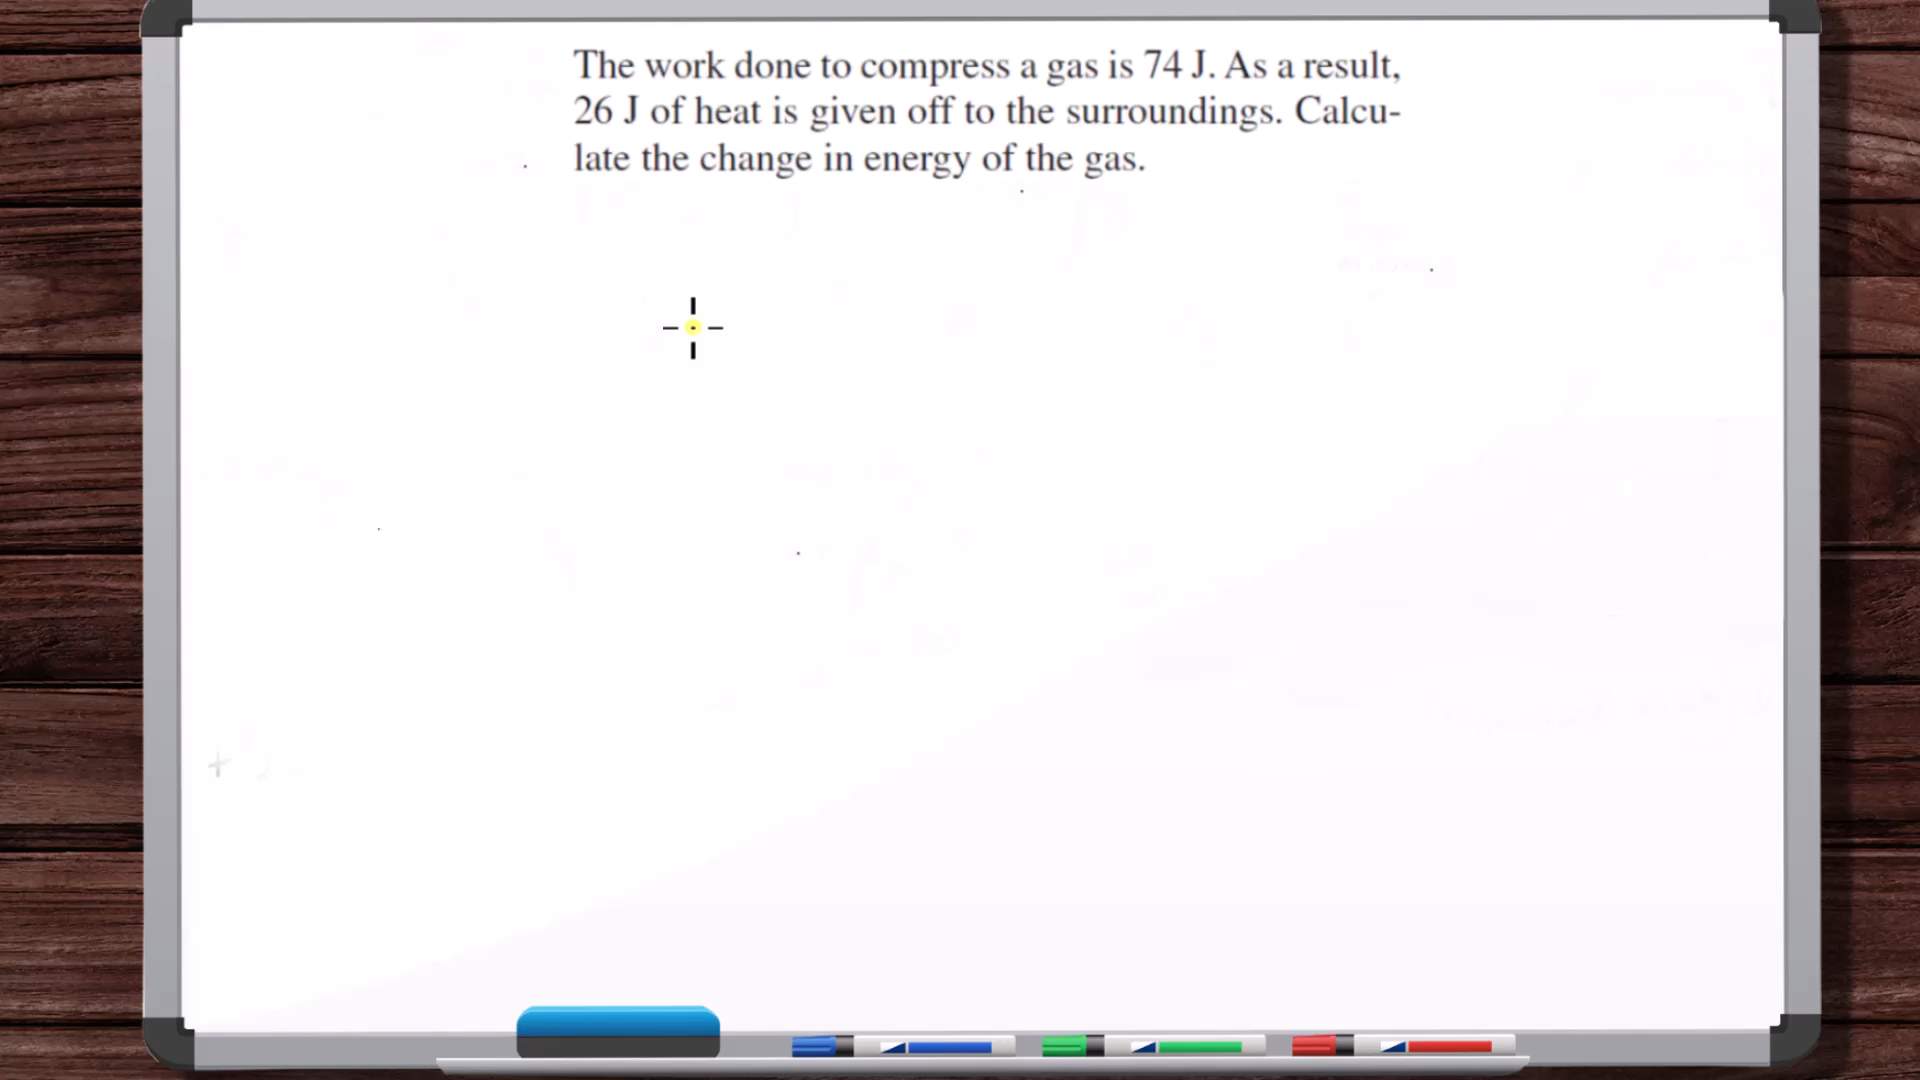 The work done to compress a gas is 74 J. As a result,
26 J of heat is given off to the surroundings. Calcu-
late the change in energy of the gas.